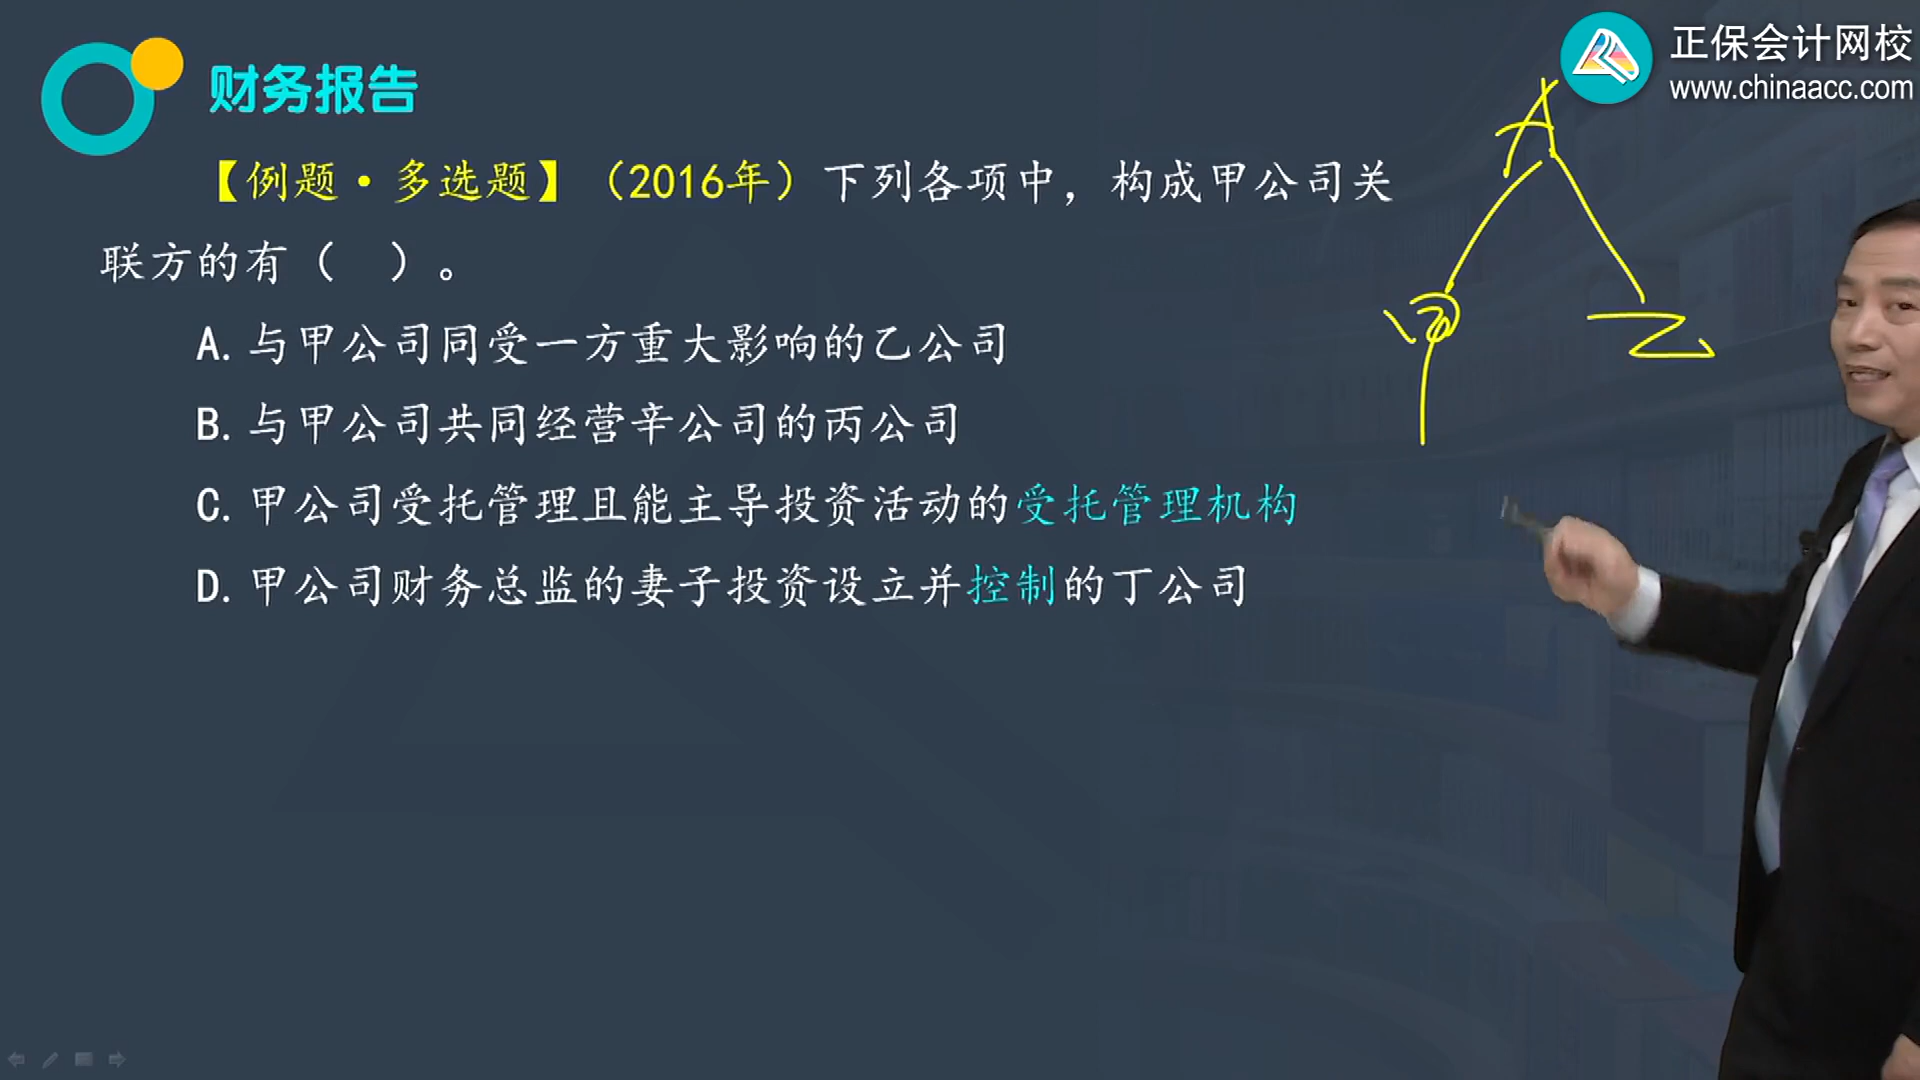 正保会计网校
www.chinaacc.com
财务报告
【例题·多选题】（2016年）下列各项中，构成甲公司关
联方的有（ ）。
A.与甲公司同受一方重大影响的乙公司
B.与甲公司共同经营辛公司的丙公司
C.甲公司受托管理且能主导投资活动的受托管理机构
D.甲公司财务总监的妻子投资设立并控制的丁公司
A
甲
乙